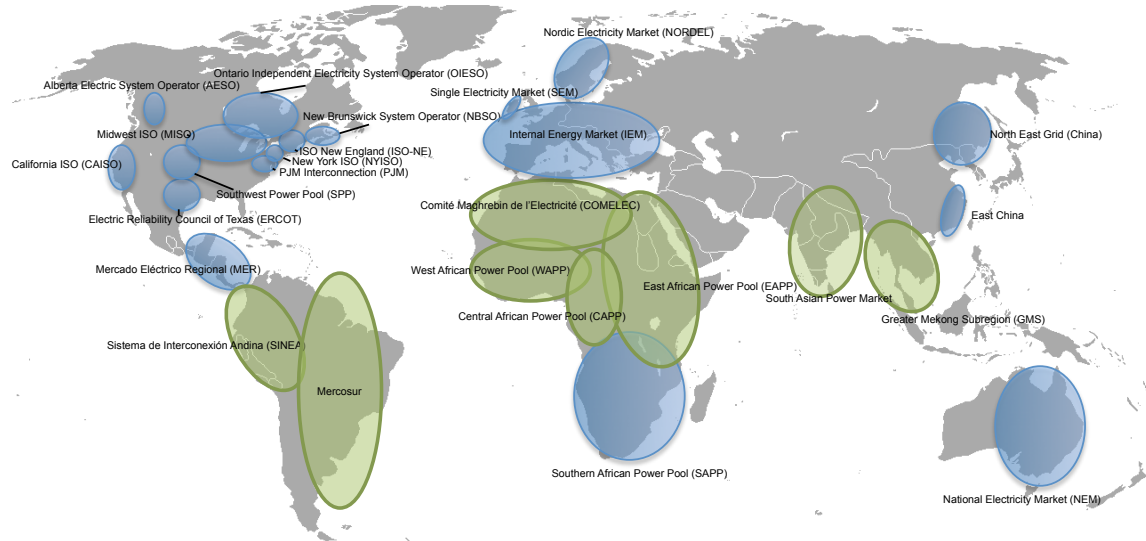 Nordic Electricity Market (NORDEL)
Ontario Independent Electricity System Operator (OIESO)
Alberta Electric System Operator (AESO)
Single Electricity Market (SEM)
New Brunswick System Operator (NBSO)
Midwest ISO (MISO)
Internal Energy Market (IEM)
North East Grid (China)
ISO New England (ISO-NE)
California ISO (CAISO)
New York ISO (NYISO)
PJM Interconnection (PJM)
Southwest Power Pool (SPP)
Comité Maghrebin de l'Electricité (COMELEC)
East China
Electric Reliability Council of Texas (ERCOT)
Mercado Eléctrico Regional (MER)
West African Power Pool (WAPP)
East African Power Pool (EAPP)
South Asian Power Market
Central African Power Pool (CAPP)
Greater Mekong Subregion (GMS)
Sistema de Interconexión Andina (SINEA)
Mercosur
Southern African Power Pool (SAPP)
National Electricity Market (NEM)